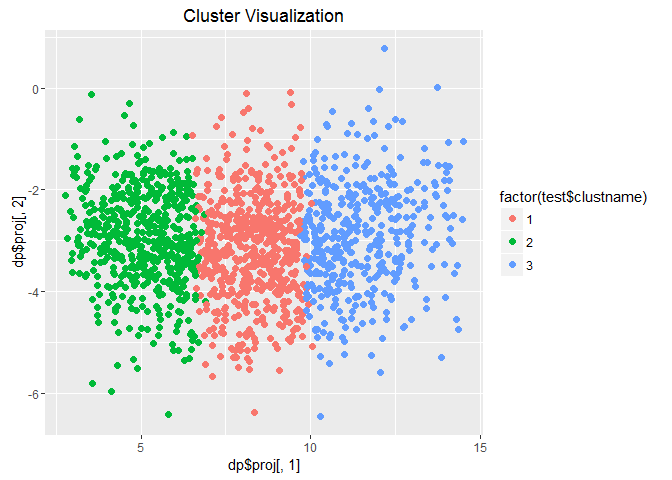 Cluster Visualization
dp$proj[, 2]
0
-2
-4
-6
5
10
15
dp$proj[, 1]
factor(test$clustname)
1
2
3